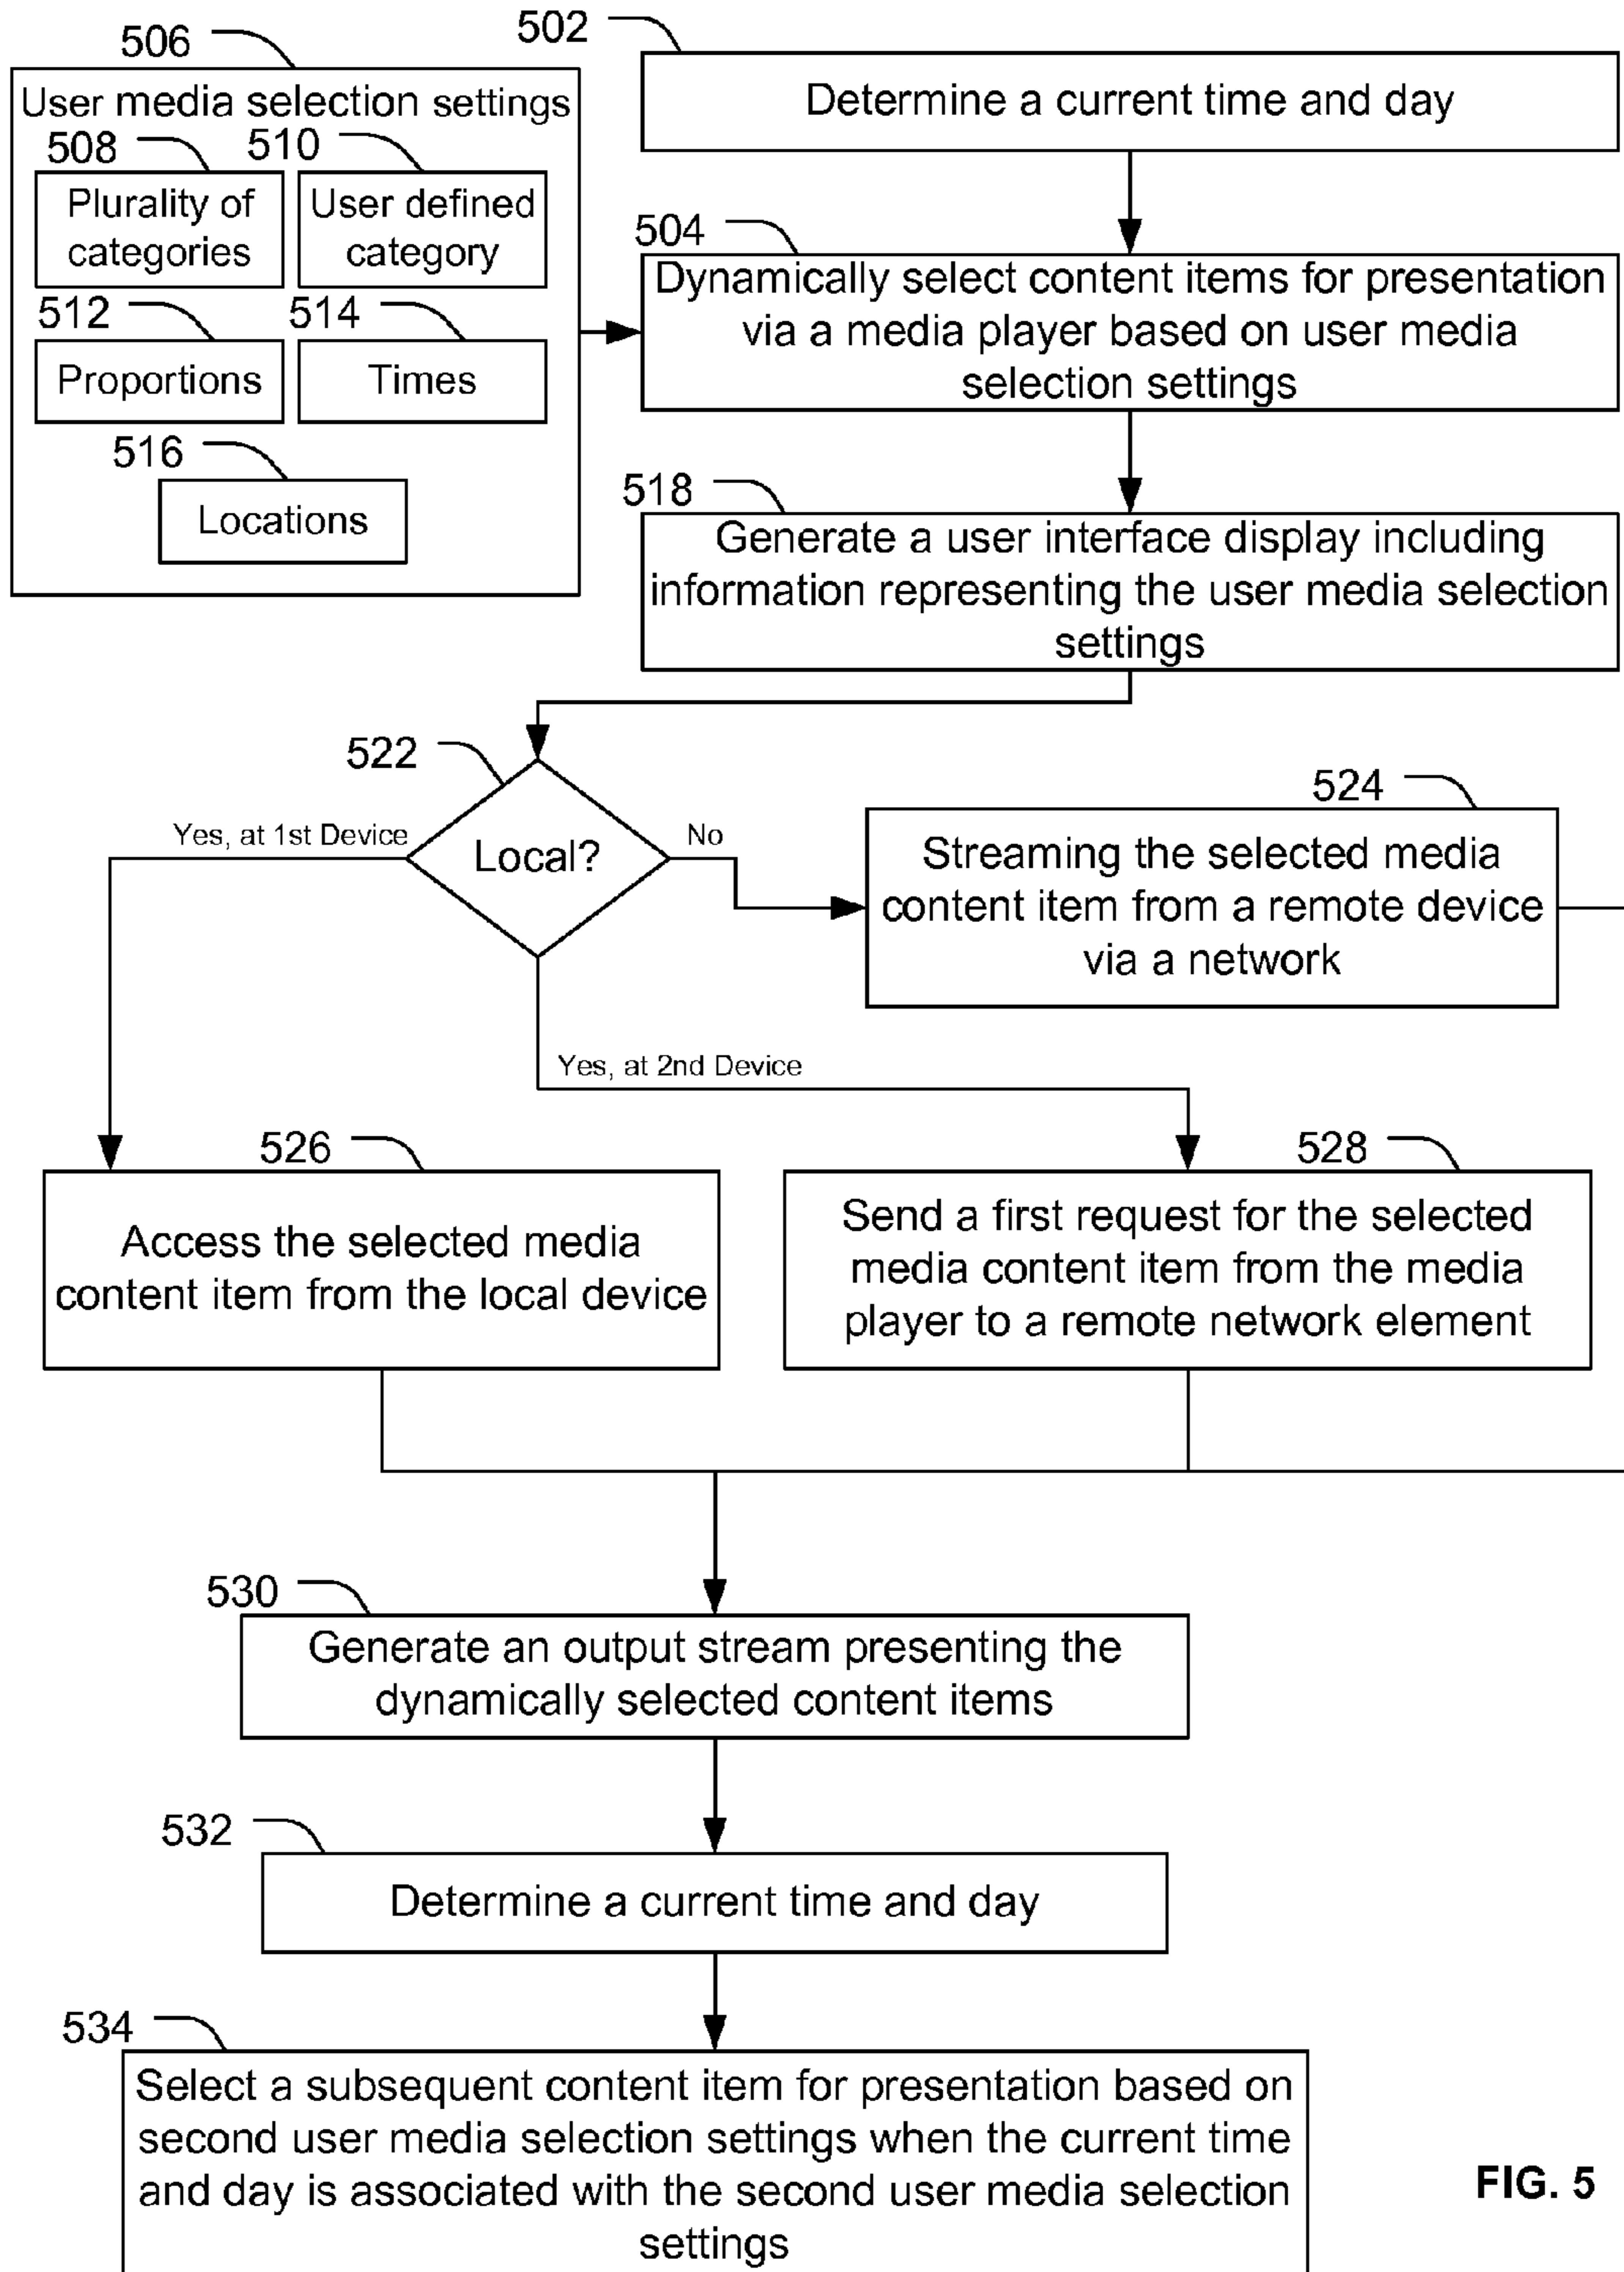 502
Determine a current time and day
506
User media selection settings
508
Plurality of
categories
510
User defined
category
512
Proportions
514
Times
516
Locations
504
Dynamically select content items for presentation
via a media player based on user media
selection settings
518
Generate a user interface display including
information representing the user media selection
settings
522
Local?
Yes, at 1st Device
No
Yes, at 2nd Device
524
Streaming the selected media
content item from a remote device
via a network
526
Access the selected media
content item from the local device
528
Send a first request for the selected
media content item from the media
player to a remote network element
530
Generate an output stream presenting the
dynamically selected content items
532
Determine a current time and day
534
Select a subsequent content item for presentation based on
second user media selection settings when the current time
and day is associated with the second user media selection
settings
FIG. 5